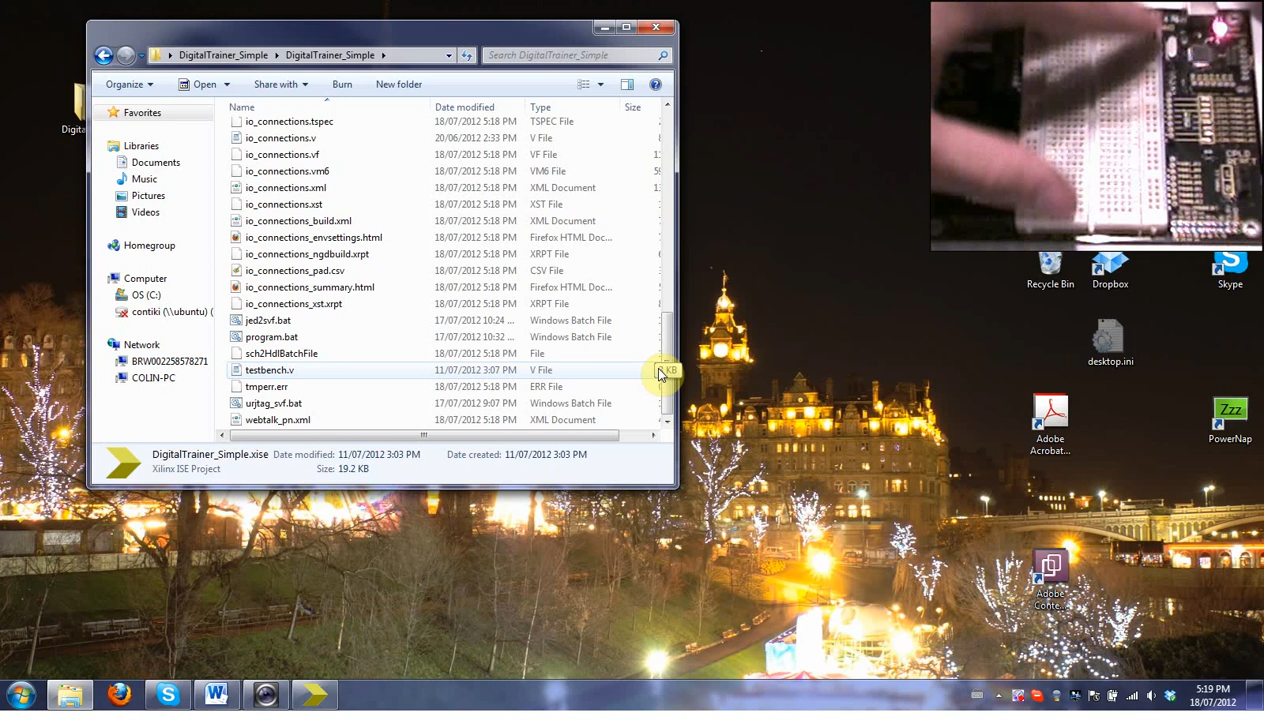 DigitalTrainer_Simple DigitalTrainer_Simple Search DigitalTrainer_Simple
Organize Open Share with Burn New folder
Name Date modified Type Size
Favorites
Libraries
Documents
Music
Pictures
Videos
Homegroup
Computer
OS (C:)
contiki (\\ubuntu) (
Network
BRW002258578271
COLIN-PC
io_connections.tspec 18/07/2012 5:18 PM TSPEC File
io_connections.v 20/06/2012 2:33 PM V File
io_connections.vf 18/07/2012 5:18 PM VF File
io_connections.vm6 18/07/2012 5:18 PM VM6 File
io_connections.xml 18/07/2012 5:18 PM XML Document
io_connections.xst 18/07/2012 5:18 PM XST File
io_connections_build.xml 18/07/2012 5:18 PM XML Document
io_connections_envsettings.html 18/07/2012 5:18 PM Firefox HTML Doc...
io_connections_ngdbuild.xrpt 18/07/2012 5:18 PM XRPT File
io_connections_pad.csv 18/07/2012 5:18 PM CSV File
io_connections_summary.html 18/07/2012 5:18 PM Firefox HTML Doc...
io_connections_xst.xrpt 18/07/2012 5:18 PM XRPT File
jed2svf.bat 17/07/2012 10:24 ... Windows Batch File
program.bat 17/07/2012 10:32 ... Windows Batch File
sch2HdlBatchFile 18/07/2012 5:18 PM File
testbench.v 11/07/2012 3:07 PM V File KB
tmperr.err 18/07/2012 5:18 PM ERR File
urjtag_svf.bat 17/07/2012 9:07 PM Windows Batch File
webtalk_pn.xml 18/07/2012 5:18 PM XML Document
DigitalTrainer_Simple.xise Date modified: 11/07/2012 3:03 PM Date created: 11/07/2012 3:03 PM
Xilinx ISE Project Size: 19.2 KB
Digital
CPLD
Recycle Bin
Dropbox
Skype
desktop.ini
Adobe
Acrobat...
Zzz
PowerNap
Adobe
Conte...
5:19 PM
18/07/2012